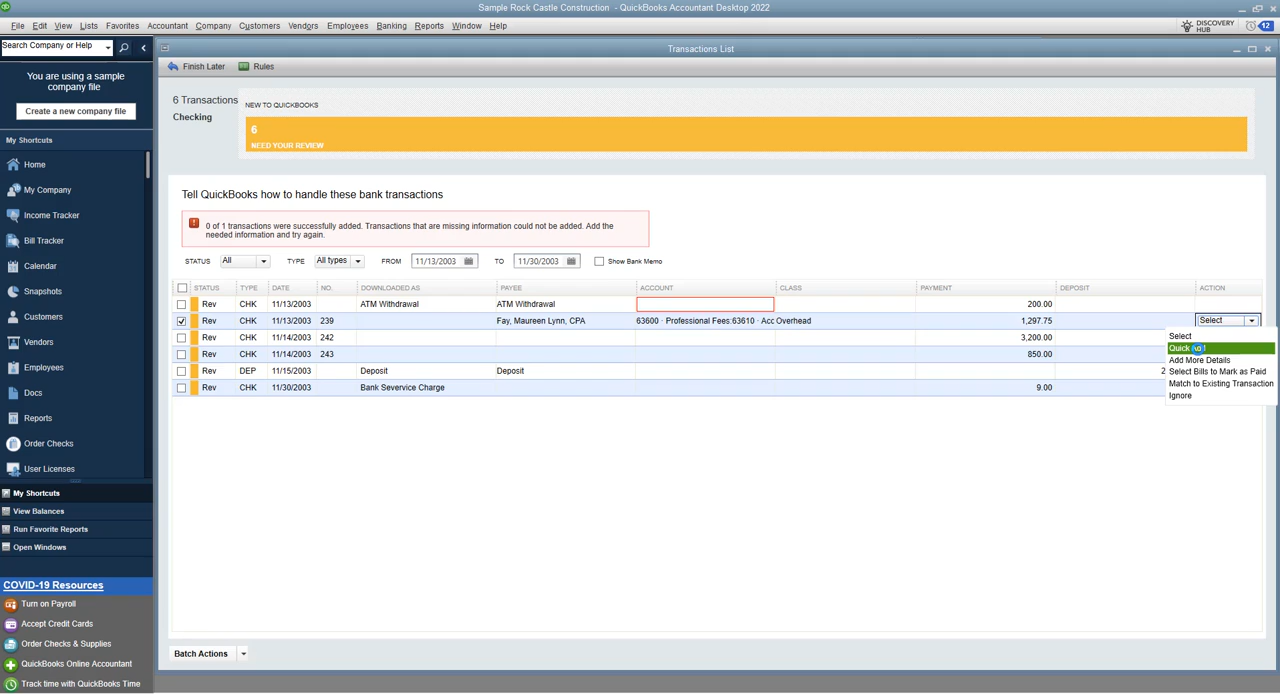 Sample Rock Castle Construction - QuickBooks Accountant Desktop 2022
File Edit View Lists Favorites Accountant Company Customers Vendors Employees Banking Reports Window Help
DISCOVERY HUB 12
Search Company or Help
Transactions List
Finish Later Rules
You are using a sample
company file
Create a new company file
My Shortcuts
Home
My Company
Income Tracker
Bill Tracker
Calendar
Snapshots
Customers
Vendors
Employees
Docs
Reports
Order Checks
User Licenses
My Shortcuts
View Balances
Run Favorite Reports
Open Windows
COVID-19 Resources
Turn on Payroll
Accept Credit Cards
Order Checks & Supplies
QuickBooks Online Accountant
Track time with QuickBooks Time
6 Transactions
Checking
NEW TO QUICKBOOKS
6
NEED YOUR REVIEW
Tell QuickBooks how to handle these bank transactions
0 of 1 transactions were successfully added. Transactions that are missing information could not be added. Add the
needed information and try again.
STATUS All TYPE All types FROM 11/13/2003 TO 11/30/2003 Show Bank Memo
STATUS TYPE DATE NO. DOWNLOADED AS PAYEE ACCOUNT CLASS PAYMENT DEPOSIT ACTION
Rev CHK 11/13/2003 ATM Withdrawal ATM Withdrawal 200.00
Rev CHK 11/13/2003 239 Fay, Maureen Lynn, CPA 63600 · Professional Fees:63610 · Acc Overhead 1,297.75 Select
Rev CHK 11/14/2003 242 3,200.00
Rev CHK 11/14/2003 243 850.00
Rev DEP 11/15/2003 Deposit Deposit 2
Rev CHK 11/30/2003 Bank Severvice Charge 9.00
Select
Quick
Add More Details
Select Bills to Mark as Paid
Match to Existing Transaction
Ignore
Batch Actions